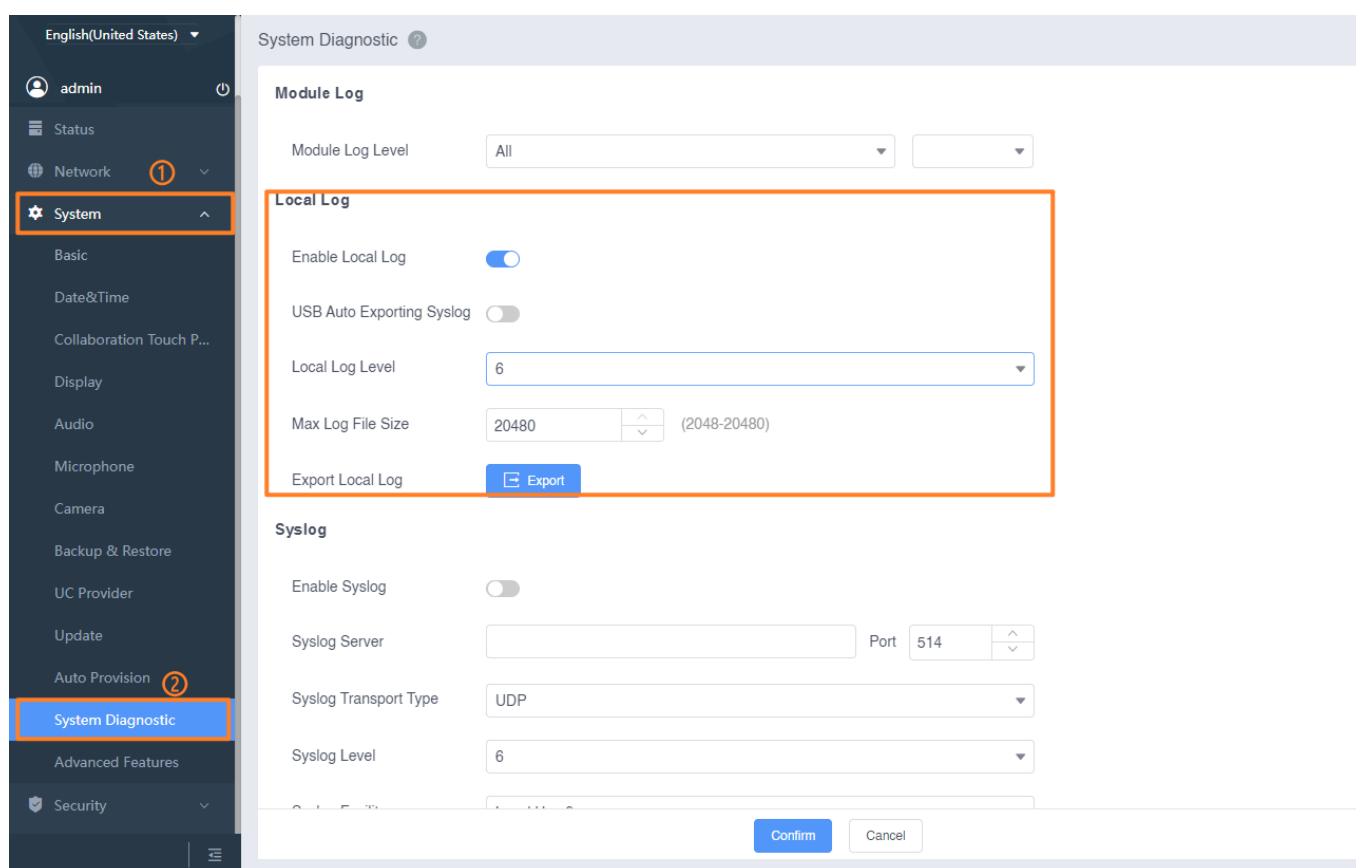 English(United States)
admin
Status
Network ①
System
Basic
Date&Time
Collaboration Touch P...
Display
Audio
Microphone
Camera
Backup & Restore
UC Provider
Update
Auto Provision ②
System Diagnostic
Advanced Features
Security
System Diagnostic ?
Module Log
Module Log Level All
Local Log
Enable Local Log
USB Auto Exporting Syslog
Local Log Level 6
Max Log File Size 20480 (2048-20480)
Export Local Log Export
Syslog
Enable Syslog
Syslog Server Port 514
Syslog Transport Type UDP
Syslog Level 6
Confirm Cancel